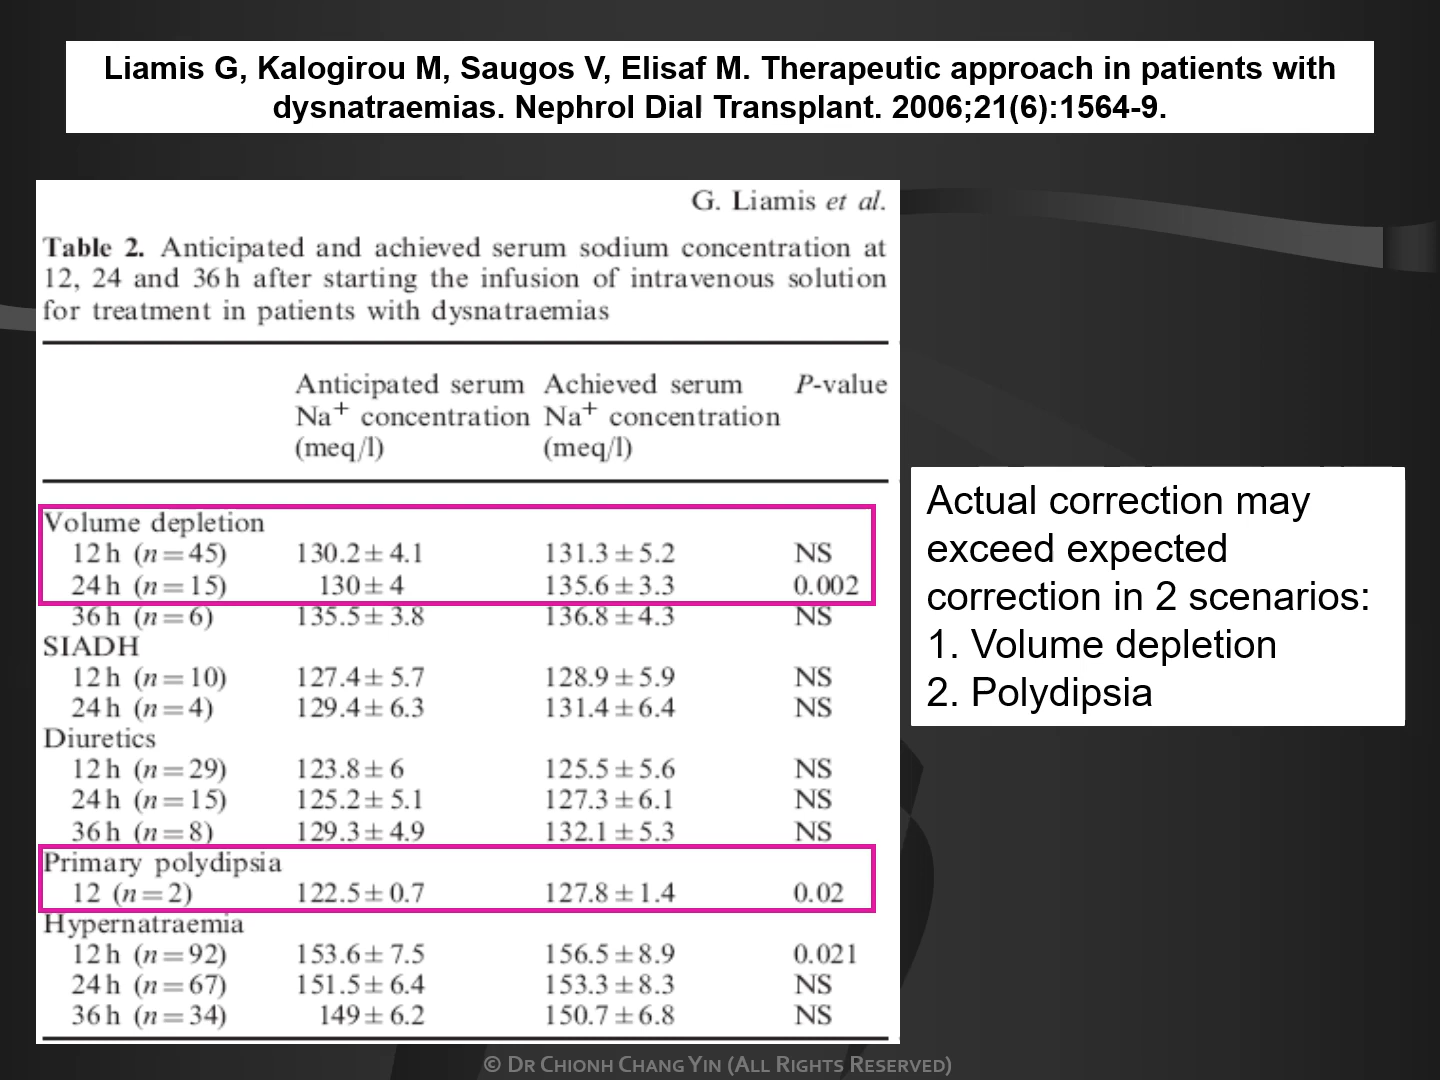 Liamis G, Kalogirou M, Saugos V, Elisaf M. Therapeutic approach in patients with
dysnatraemias. Nephrol Dial Transplant. 2006;21(6):1564-9.
G. Liamis et al.
Table 2. Anticipated and achieved serum sodium concentration at
12, 24 and 36 h after starting the infusion of intravenous solution
for treatment in patients with dysnatraemias
Anticipated serum Achieved serum P-value
Na+ concentration Na+ concentration
(meq/l) (meq/l)
Volume depletion
12 h (n=45) 130.2±4.1 131.3±5.2 NS
24 h (n=15) 130±4 135.6±3.3 0.002
36 h (n=6) 135.5±3.8 136.8±4.3 NS
SIADH
12 h (n=10) 127.4±5.7 128.9±5.9 NS
24 h (n=4) 129.4±6.3 131.4±6.4 NS
Diuretics
12 h (n=29) 123.8±6 125.5±5.6 NS
24 h (n=15) 125.2±5.1 127.3±6.1 NS
36 h (n=8) 129.3±4.9 132.1±5.3 NS
Primary polydipsia
12 (n=2) 122.5±0.7 127.8±1.4 0.02
Hypernatraemia
12 h (n=92) 153.6±7.5 156.5±8.9 0.021
24 h (n=67) 151.5±6.4 153.3±8.3 NS
36 h (n=34) 149±6.2 150.7±6.8 NS
Actual correction may
exceed expected
correction in 2 scenarios:
1. Volume depletion
2. Polydipsia
© DR CHIONH CHANG YIN (ALL RIGHTS RESERVED)